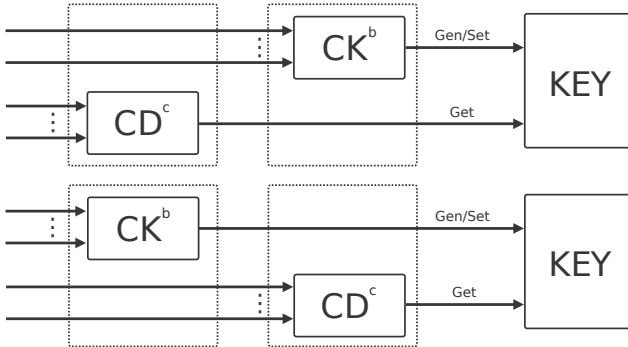 CK^b
Gen/Set
KEY
CD^c
Get
CK^b
Gen/Set
KEY
CD^c
Get